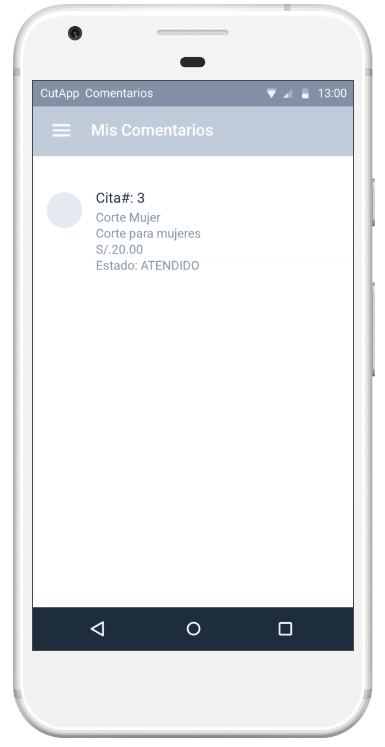 CutApp Comentarios 13:00
Mis Comentarios
Cita#: 3
Corte Mujer
Corte para mujeres
S/.20.00
Estado: ATENDIDO